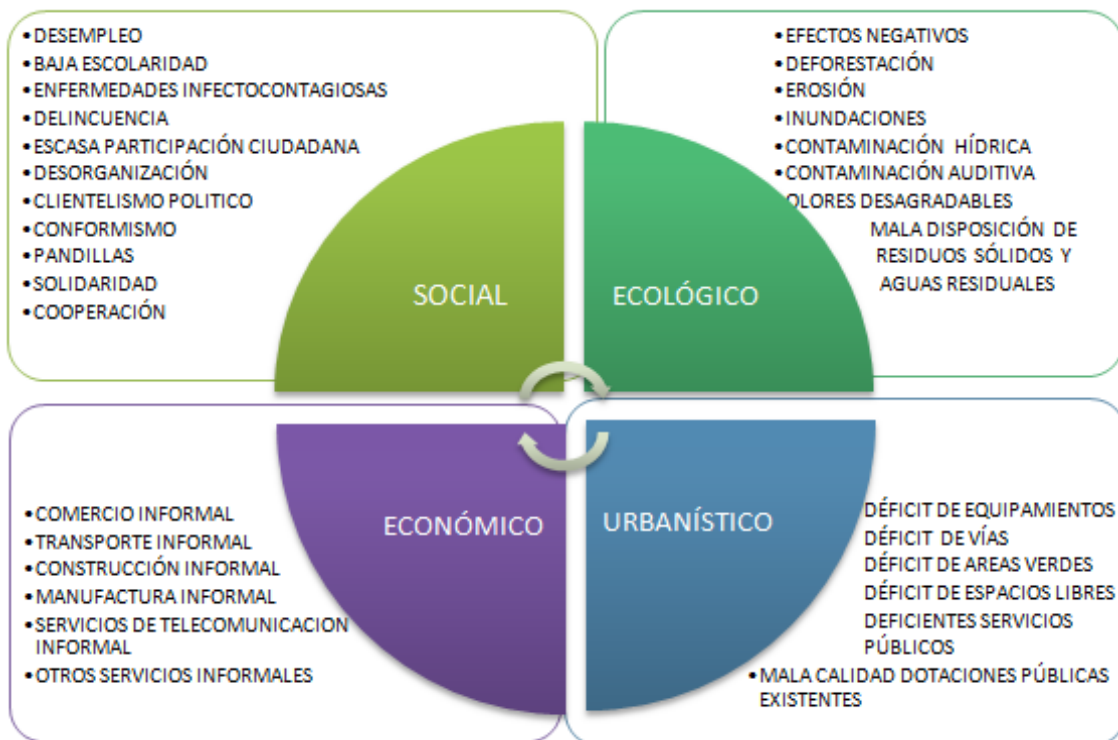 •DESEMPLEO
•BAJA ESCOLARIDAD
•ENFERMEDADES INFECTOCONTAGIOSAS
•DELINCUENCIA
•ESCASA PARTICIPACIÓN CIUDADANA
•DESORGANIZACIÓN
•CLIENTELISMO POLITICO
•CONFORMISMO
•PANDILLAS
•SOLIDARIDAD
•COOPERACIÓN
SOCIAL
•EFECTOS NEGATIVOS
•DEFORESTACIÓN
•EROSIÓN
•INUNDACIONES
•CONTAMINACIÓN HÍDRICA
•CONTAMINACIÓN AUDITIVA
OLORES DESAGRADABLES
MALA DISPOSICIÓN DE
RESIDUOS SÓLIDOS Y
AGUAS RESIDUALES
ECOLÓGICO
•COMERCIO INFORMAL
•TRANSPORTE INFORMAL
•CONSTRUCCIÓN INFORMAL
•MANUFACTURA INFORMAL
•SERVICIOS DE TELECOMUNICACION
INFORMAL
•OTROS SERVICIOS INFORMALES
ECONÓMICO
URBANÍSTICO
DÉFICIT DE EQUIPAMIENTOS
DÉFICIT DE VÍAS
DÉFICIT DE AREAS VERDES
DÉFICIT DE ESPACIOS LIBRES
DEFICIENTES SERVICIOS
PÚBLICOS
•MALA CALIDAD DOTACIONES PÚBLICAS
EXISTENTES